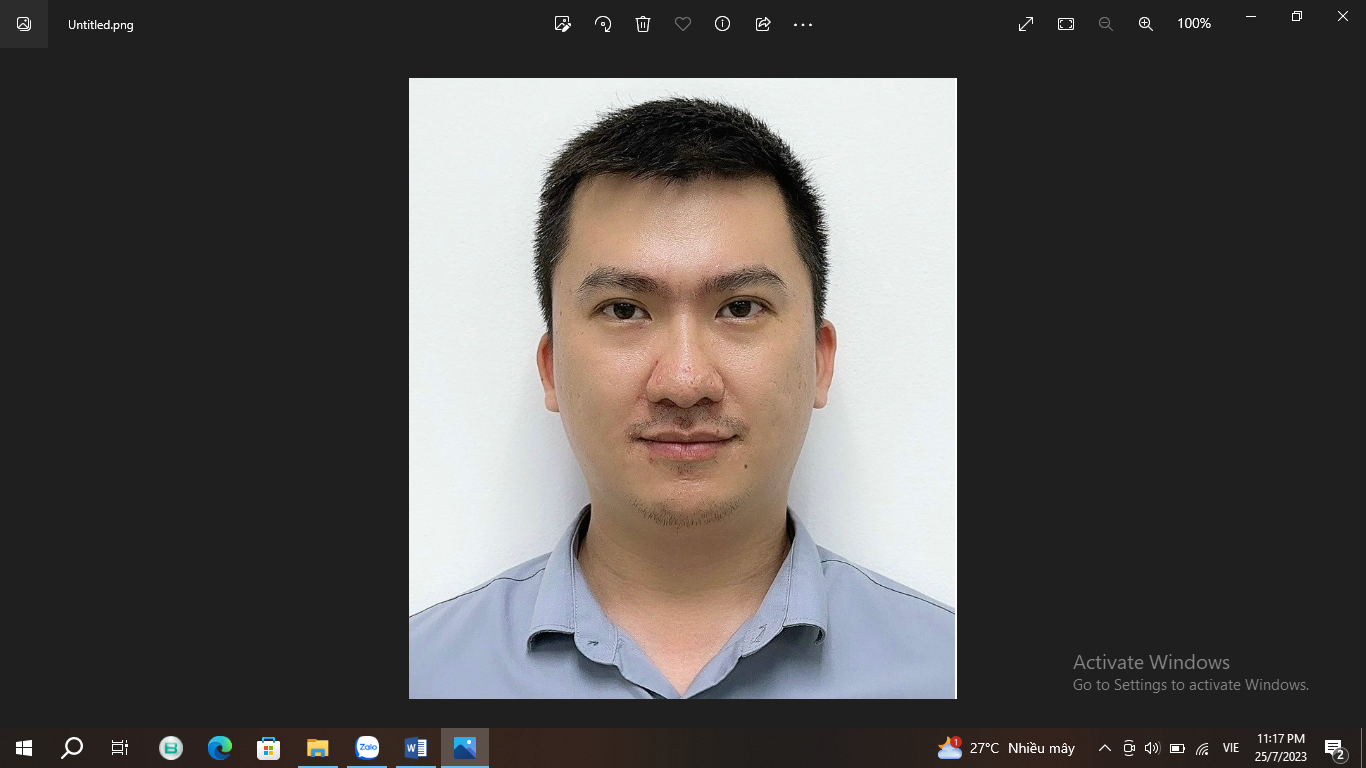 Untitled.png
100%
Activate Windows
Go to Settings to activate Windows.
Zalo
W
1
27°C Nhiều mây
VIE
11:17 PM
25/7/2023
2